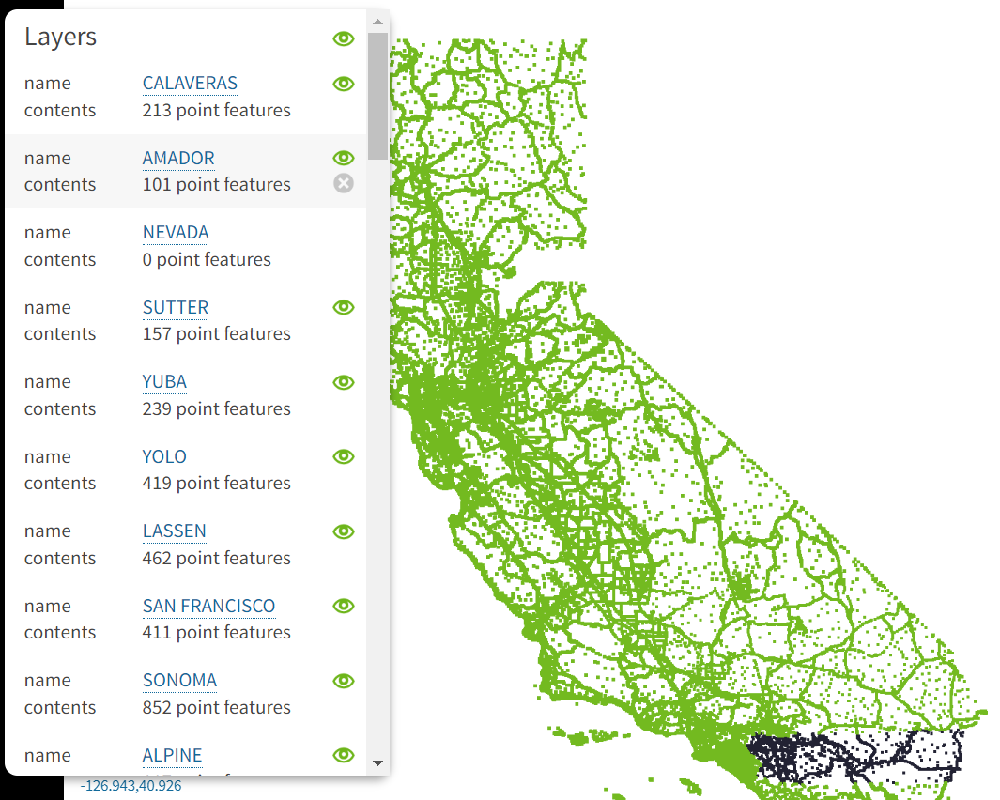 Layers
name CALAVERAS
contents 213 point features
name AMADOR
contents 101 point features
name NEVADA
contents 0 point features
name SUTTER
contents 157 point features
name YUBA
contents 239 point features
name YOLO
contents 419 point features
name LASSEN
contents 462 point features
name SAN FRANCISCO
contents 411 point features
name SONOMA
contents 852 point features
name ALPINE
-126.943,40.926